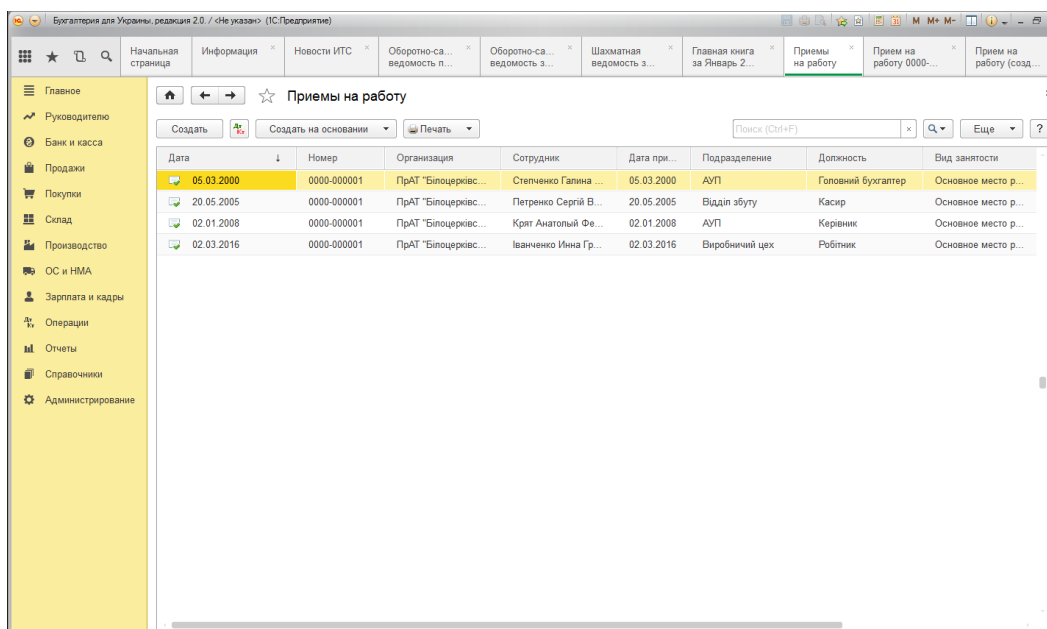 Бухгалтерия для Украины, редакция 2.0. / <Не указан> (1С:Предприятие)
M M+ M-
Начальная страница
Информация
Новости ИТС
Оборотно-са... ведомость п...
Оборотно-са... ведомость з...
Шахматная ведомость з...
Главная книга за Январь 2...
Приемы на работу
Прием на работу 0000-...
Прием на работу (созд...
Главное
Руководителю
Банк и касса
Продажи
Покупки
Склад
Производство
ОС и НМА
Зарплата и кадры
Операции
Отчеты
Справочники
Администрирование
Приемы на работу
Создать Дт Кт Создать на основании Печать Поиск (Ctrl+F) × Еще ?
Дата ↓ Номер Организация Сотрудник Дата при... Подразделение Должность Вид занятости
05.03.2000 0000-000001 ПрАТ "Білоцерківс... Степченко Галина ... 05.03.2000 АУП Головний бухгалтер Основное место р...
20.05.2005 0000-000001 ПрАТ "Білоцерківс... Петренко Сергій В... 20.05.2005 Відділ збуту Касир Основное место р...
02.01.2008 0000-000001 ПрАТ "Білоцерківс... Крят Анатолый Фе... 02.01.2008 АУП Керівник Основное место р...
02.03.2016 0000-000001 ПрАТ "Білоцерківс... Іванченко Инна Гр... 02.03.2016 Виробничий цех Робітник Основное место р...